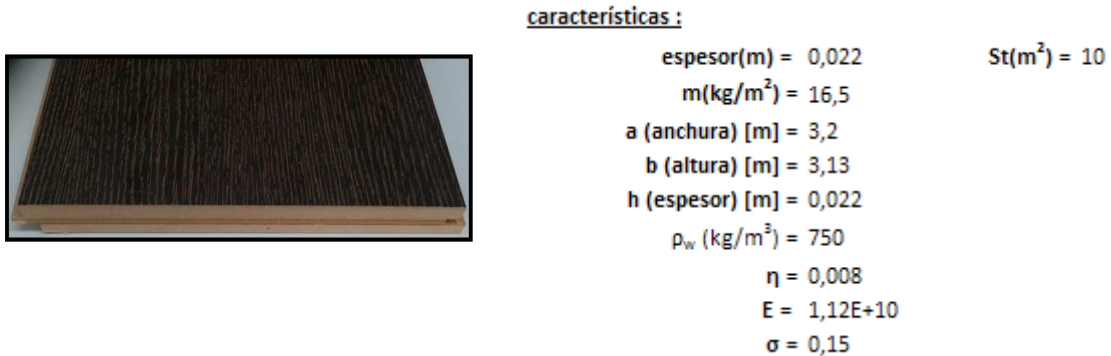 características :
espesor(m) = 0,022 St(m²) = 10
m(kg/m²) = 16,5
a (anchura) [m] = 3,2
b (altura) [m] = 3,13
h (espesor) [m] = 0,022
ρw (kg/m³) = 750
η = 0,008
E = 1,12E+10
σ = 0,15